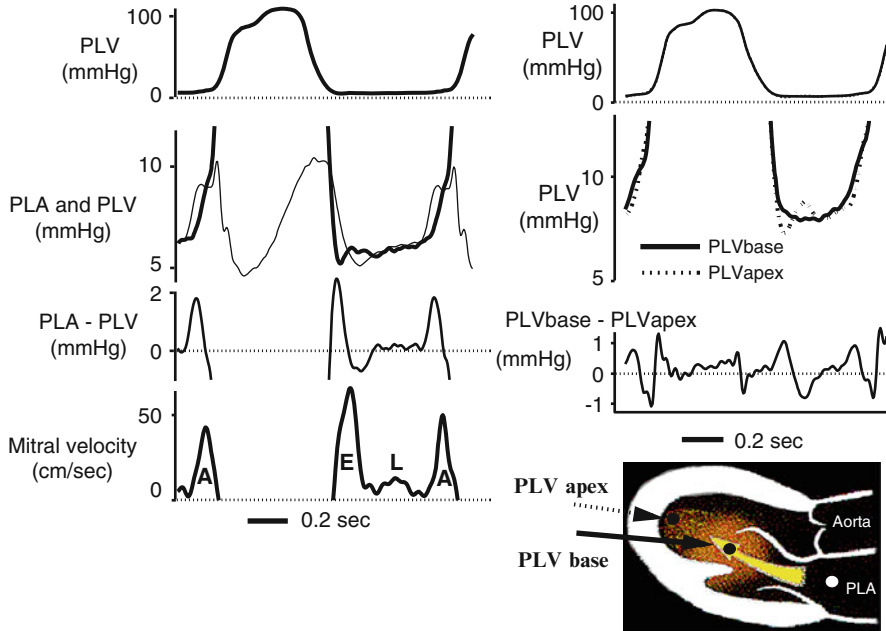 100
PLV
(mmHg)
0
10
PLA and PLV
(mmHg)
5
2
PLA - PLV
(mmHg)
0
50
Mitral velocity
(cm/sec)
0
A
E
L
A
0.2 sec
100
PLV
(mmHg)
0
10
PLV
(mmHg)
PLVbase
PLVapex
5
PLVbase - PLVapex
(mmHg)
1
0
-1
0.2 sec
PLV apex
PLV base
Aorta
PLA